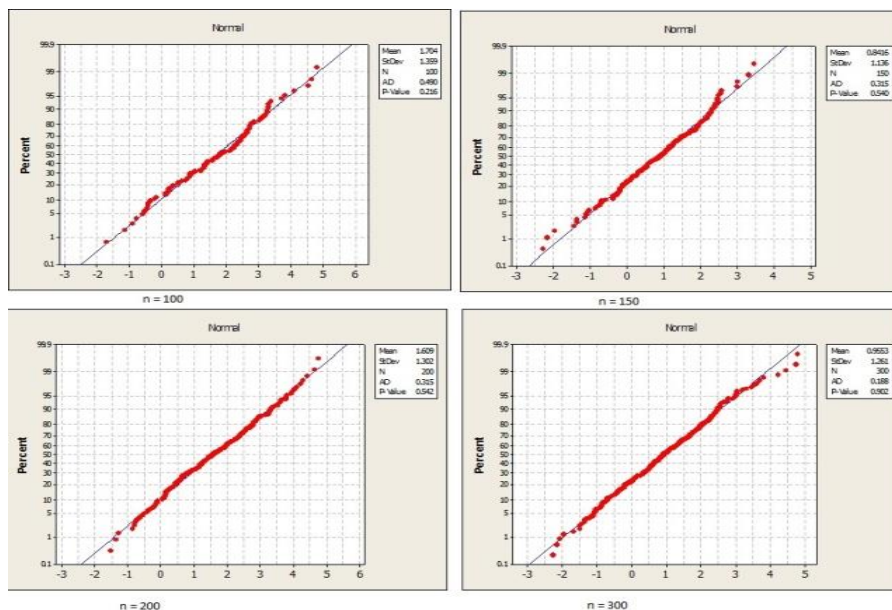 Normal
99.9
99
95
90
80
70
60
50
40
30
20
10
5
1
0.1
Percent
-3 -2 -1 0 1 2 3 4 5 6
Mean 1.704
StDev 1.359
N 100
AD 0.490
P-Value 0.216
n = 100
Normal
99.9
99
95
90
80
70
60
50
40
30
20
10
5
1
0.1
Percent
-3 -2 -1 0 1 2 3 4 5
Mean 0.8416
StDev 1.136
N 150
AD 0.315
P-Value 0.540
n = 150
Normal
99.9
99
95
90
80
70
60
50
40
30
20
10
5
1
0.1
Percent
-3 -2 -1 0 1 2 3 4 5 6
Mean 1.609
StDev 1.302
N 200
AD 0.315
P-Value 0.542
n = 200
Normal
99.9
99
95
90
80
70
60
50
40
30
20
10
5
1
0.1
Percent
-3 -2 -1 0 1 2 3 4 5
Mean 0.9553
StDev 1.261
N 300
AD 0.188
P-Value 0.902
n = 300